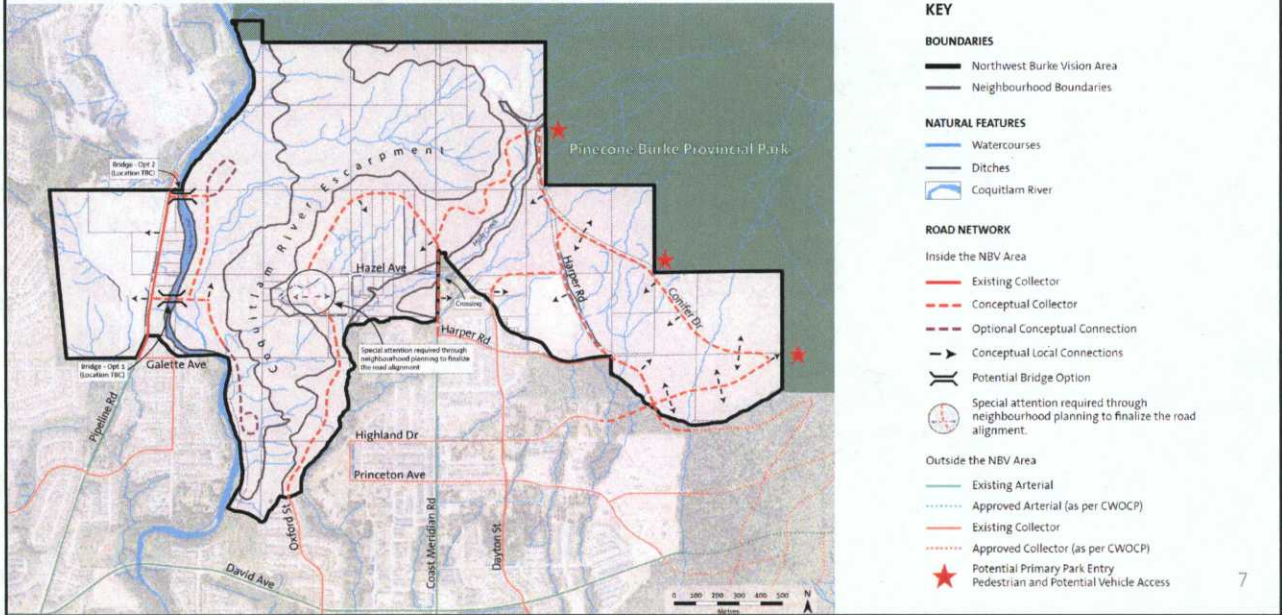 Pinecone Burke Provincial Park
Bridge - Opt 2
(Location TBC)
Coquitlam River Escarpment
Hazel Ave
Harper Rd
Conifer Dr
Crossing
Harper Rd
Special attention required through
neighbourhood planning to finalize
the road alignment
Bridge - Opt 1
(Location TBC)
Galette Ave
Pipeline Rd
Highland Dr
Princeton Ave
Oxford St
Coast Meridian Rd
Dayton St
David Ave
0 100 200 300 400 500
Metres
N
KEY
BOUNDARIES
Northwest Burke Vision Area
Neighbourhood Boundaries
NATURAL FEATURES
Watercourses
Ditches
Coquitlam River
ROAD NETWORK
Inside the NBV Area
Existing Collector
Conceptual Collector
Optional Conceptual Connection
Conceptual Local Connections
Potential Bridge Option
Special attention required through
neighbourhood planning to finalize the road
alignment.
Outside the NBV Area
Existing Arterial
Approved Arterial (as per CWOCP)
Existing Collector
Approved Collector (as per CWOCP)
Potential Primary Park Entry
Pedestrian and Potential Vehicle Access
7